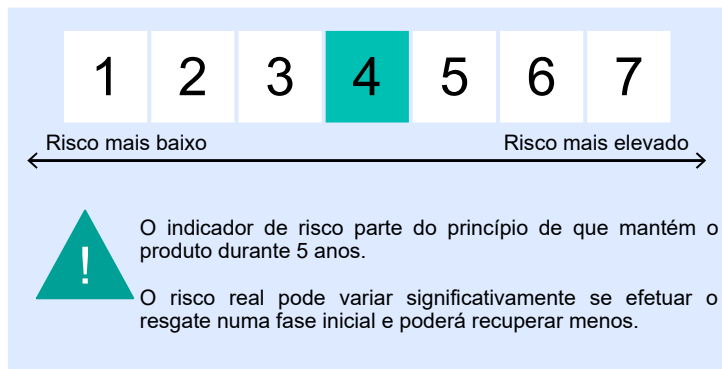 1 2 3 4 5 6 7
Risco mais baixo Risco mais elevado
!
O indicador de risco parte do princípio de que mantém o
produto durante 5 anos.
O risco real pode variar significativamente se efetuar o
resgate numa fase inicial e poderá recuperar menos.